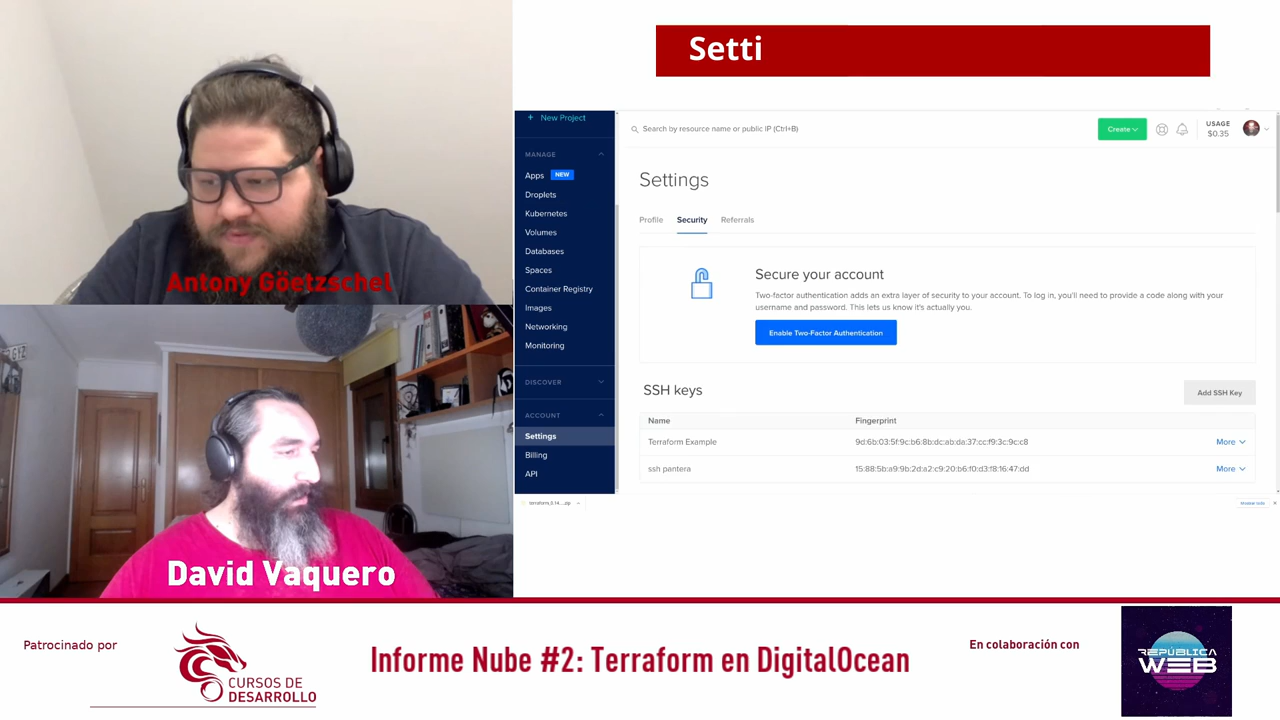 Setti
Antony Göetzschel
David Vaquero
+ New Project
MANAGE
Apps NEW
Droplets
Kubernetes
Volumes
Databases
Spaces
Container Registry
Images
Networking
Monitoring
DISCOVER
ACCOUNT
Settings
Billing
API
Search by resource name or public IP (Ctrl+B)
Create
USAGE
$0.35
Settings
Profile Security Referrals
Secure your account
Two-factor authentication adds an extra layer of security to your account. To log in, you'll need to provide a code along with your
username and password. This lets us know it's actually you.
Enable Two-Factor Authentication
SSH keys
Add SSH Key
Name Fingerprint
Terraform Example 9d:6b:03:5f:9c:b6:8b:dc:ab:da:37:cc:f9:3c:9c:c8 More
ssh pantera 15:88:5b:a9:9b:2d:a2:c9:20:b6:f0:d3:f8:16:47:dd More
terraform_0.14....zip
Patrocinado por
CURSOS DE
DESARROLLO
Informe Nube #2: Terraform en DigitalOcean
En colaboración con
REPÚBLICA
WEB